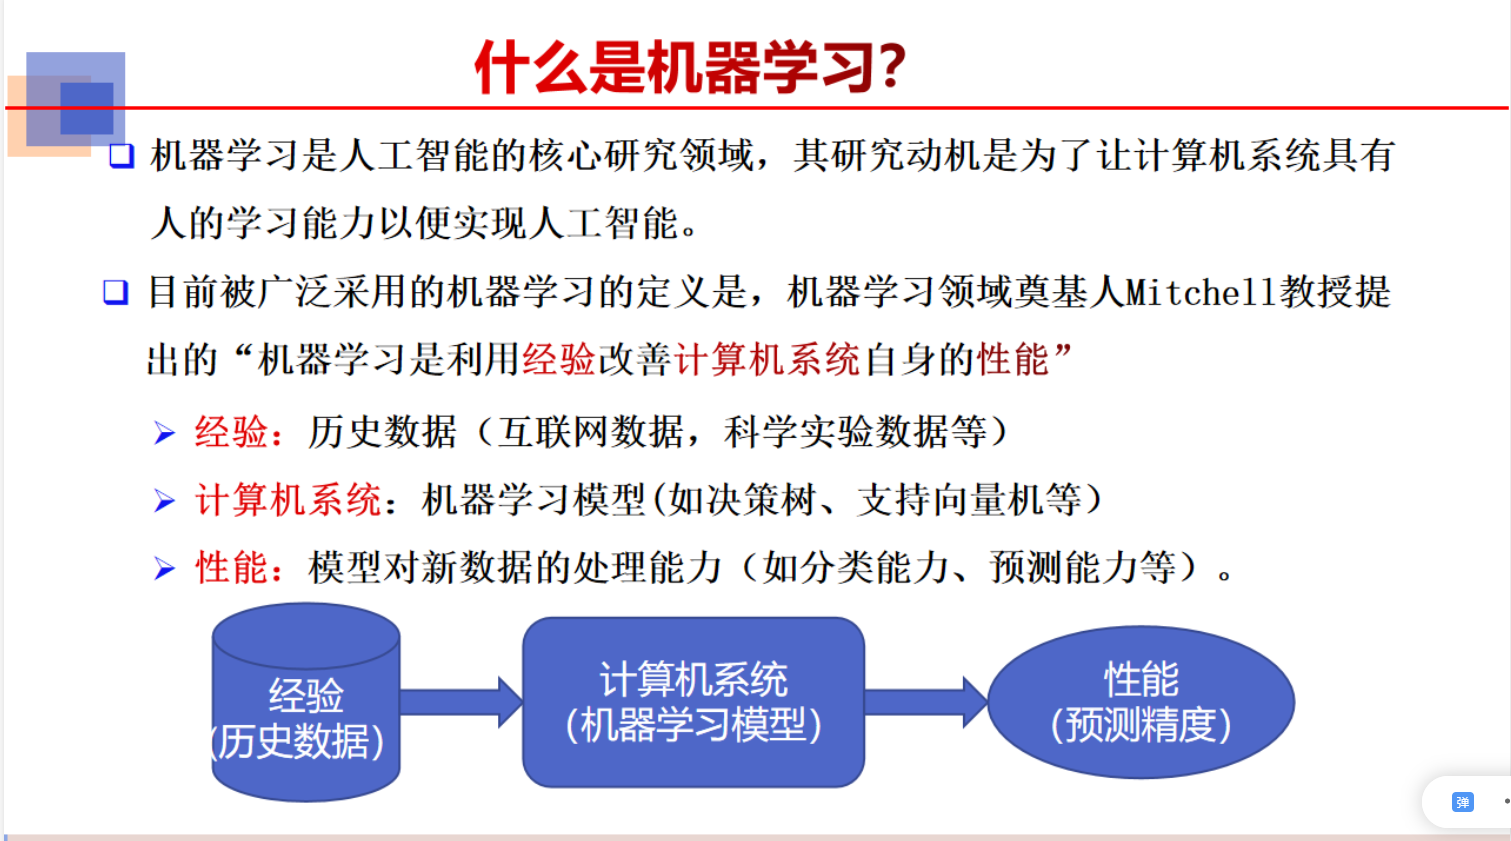 什么是机器学习?
机器学习是人工智能的核心研究领域，其研究动机是为了让计算机系统具有
人的学习能力以便实现人工智能。
目前被广泛采用的机器学习的定义是，机器学习领域奠基人Mitchell教授提
出的“机器学习是利用经验改善计算机系统自身的性能”
经验：历史数据（互联网数据，科学实验数据等）
计算机系统：机器学习模型(如决策树、支持向量机等）
性能：模型对新数据的处理能力（如分类能力、预测能力等）。
经验
(历史数据)
计算机系统
(机器学习模型)
性能
(预测精度)
弹